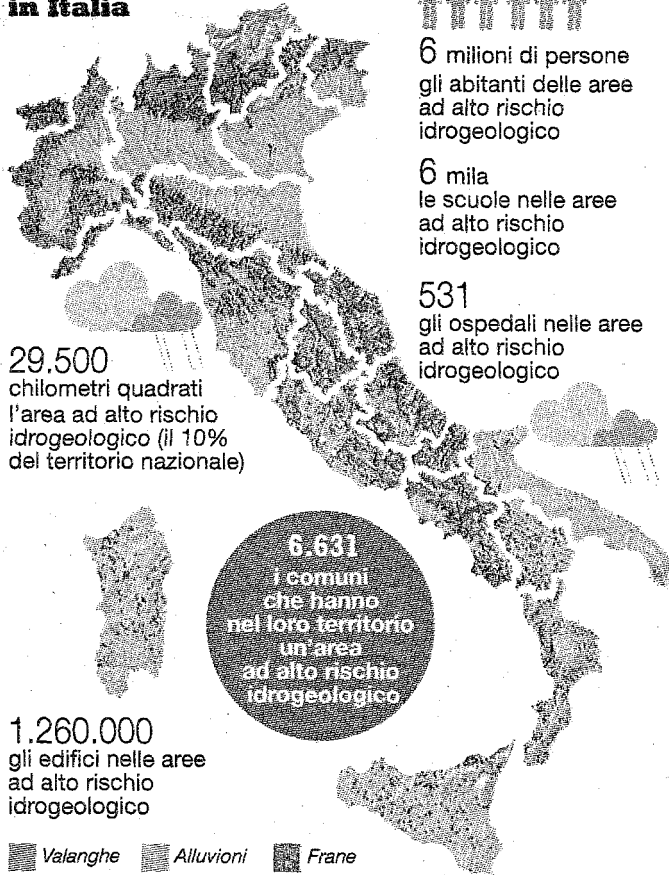 in Italia
6 milioni di persone
gli abitanti delle aree
ad alto rischio
idrogeologico
6 mila
le scuole nelle aree
ad alto rischio
idrogeologico
531
gli ospedali nelle aree
ad alto rischio
idrogeologico
29.500
chilometri quadrati
l'area ad alto rischio
idrogeologico (il 10%
del territorio nazionale)
6.631
i comuni
che hanno
nel loro territorio
un'area
ad alto rischio
idrogeologico
1.260.000
gli edifici nelle aree
ad alto rischio
idrogeologico
Valanghe Alluvioni Frane